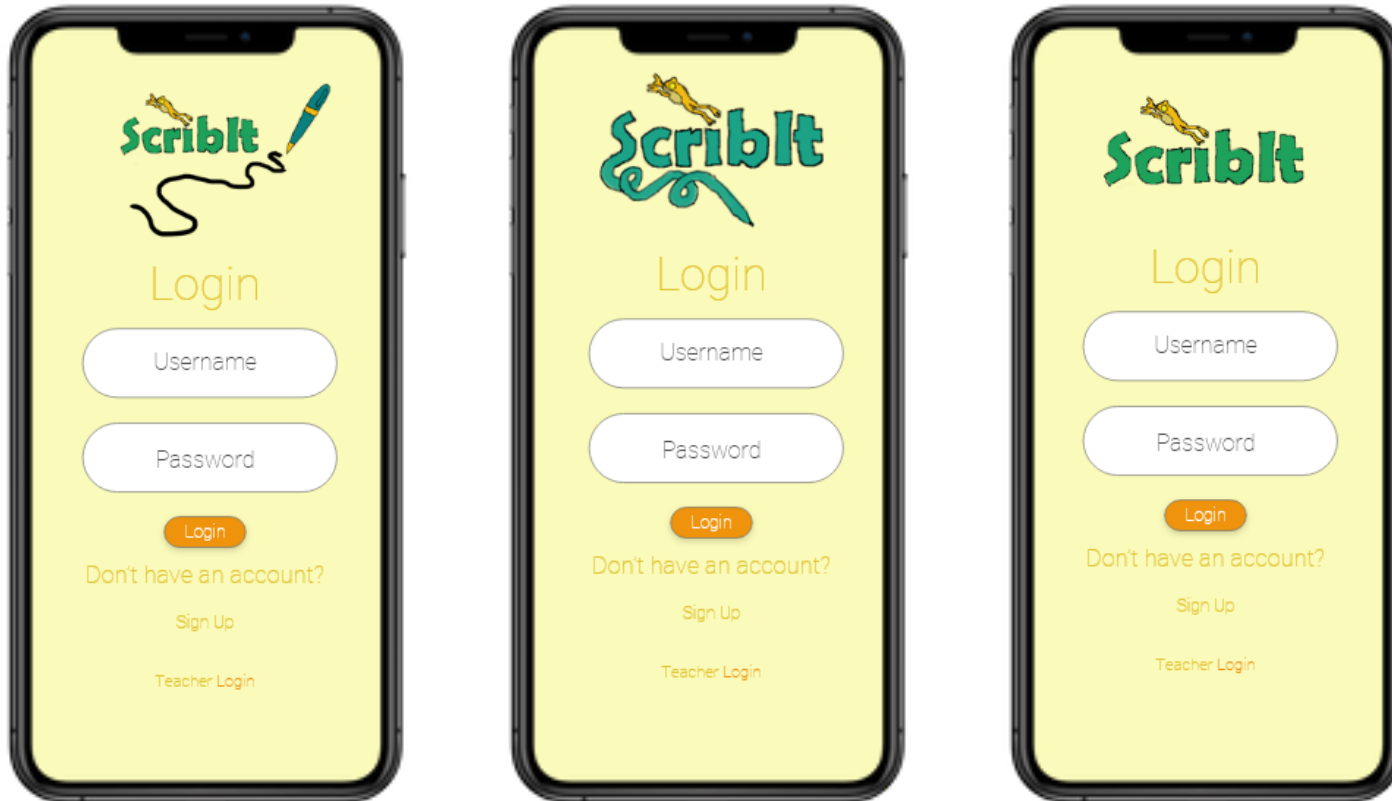 ScribIt
Login
Username
Password
Login
Don't have an account?
Sign Up
Teacher Login
ScribIt
Login
Username
Password
Login
Don't have an account?
Sign Up
Teacher Login
ScribIt
Login
Username
Password
Login
Don't have an account?
Sign Up
Teacher Login